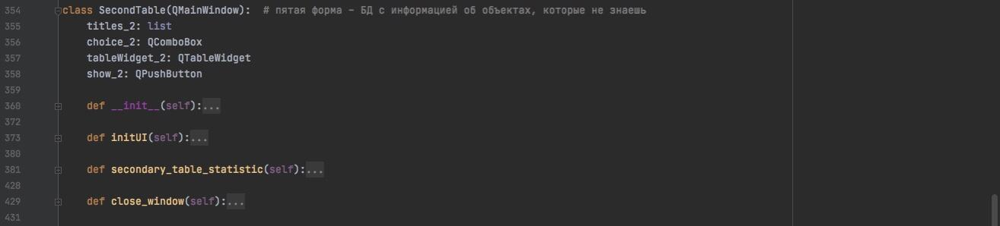 354 class SecondTable(QMainWindow):  # пятая форма - БД с информацией об объектах, которые не знаешь
355     titles_2: list
356     choice_2: QComboBox
357     tableWidget_2: QTableWidget
358     show_2: QPushButton
359
360     def __init__(self):...
372
373     def initUI(self):...
380
381     def secondary_table_statistic(self):...
428
429     def close_window(self):...
431